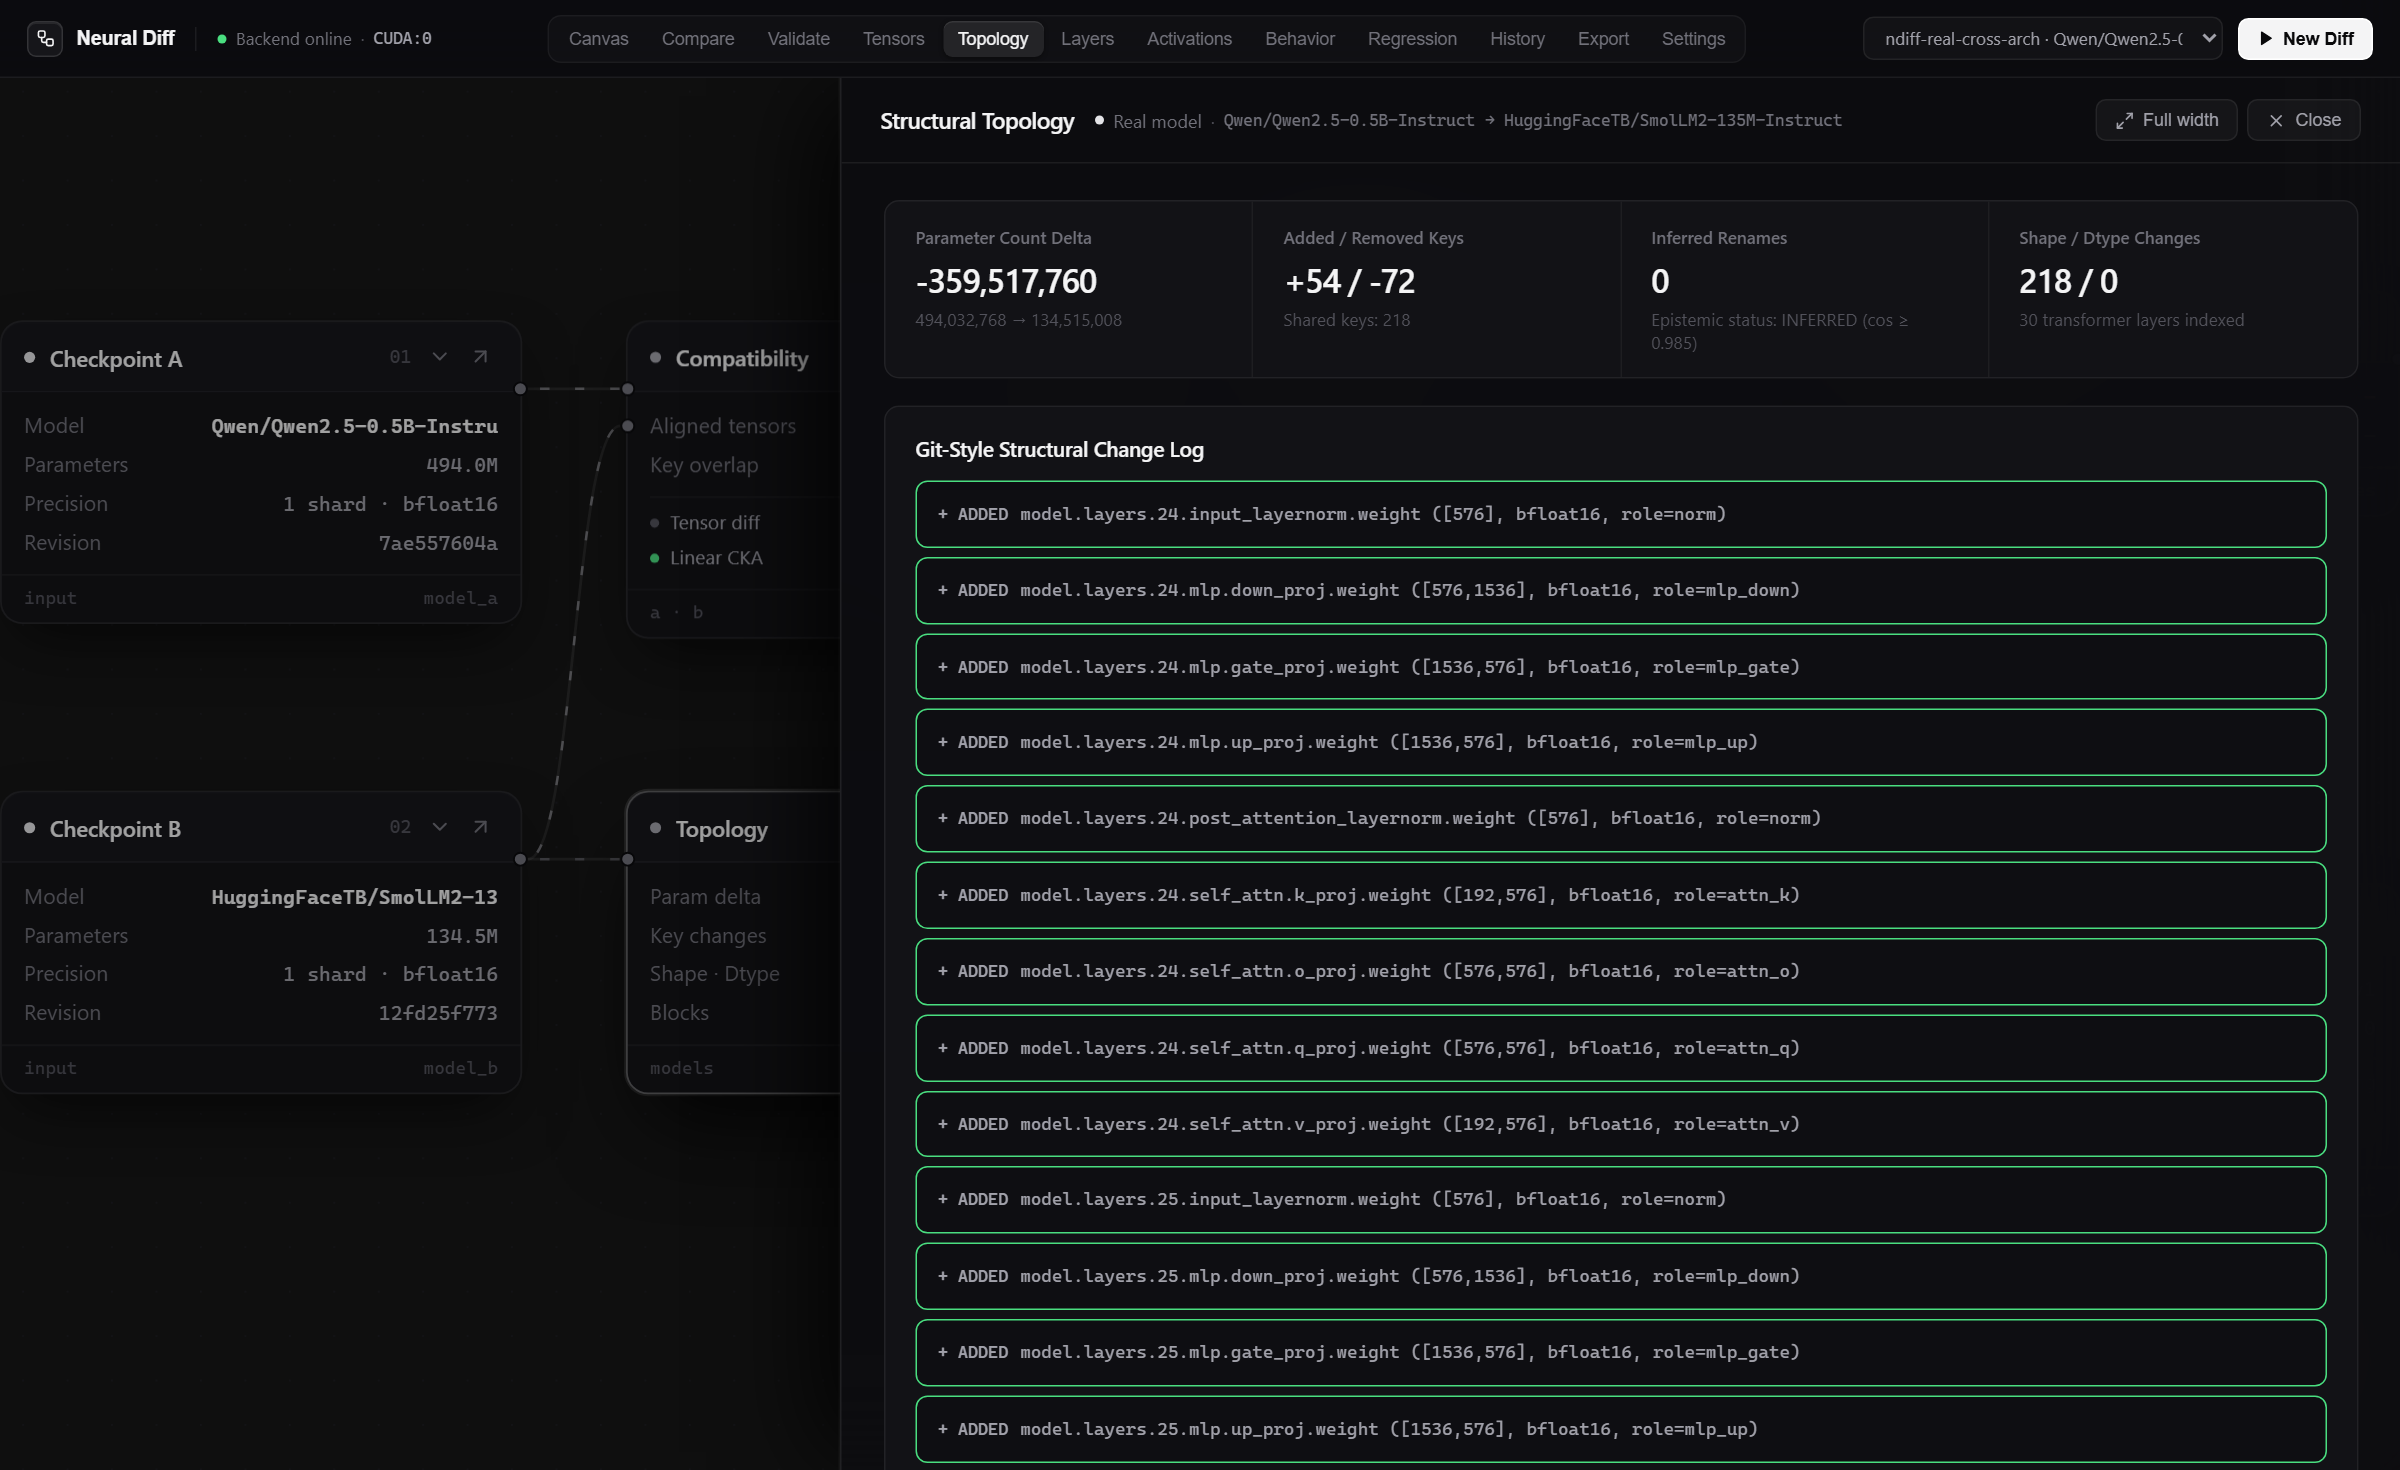 Neural Diff
Backend online · CUDA:0
Canvas Compare Validate Tensors Topology Layers Activations Behavior Regression History Export Settings
ndiff-real-cross-arch · Qwen/Qwen2.5-(
New Diff
Structural Topology Real model · Qwen/Qwen2.5-0.5B-Instruct → HuggingFaceTB/SmolLM2-135M-Instruct
Full width
Close
Checkpoint A 01
Model Qwen/Qwen2.5-0.5B-Instru
Parameters 494.0M
Precision 1 shard · bfloat16
Revision 7ae557604a
input model_a
Compatibility
Aligned tensors
Key overlap
Tensor diff
Linear CKA
a · b
Checkpoint B 02
Model HuggingFaceTB/SmolLM2-13
Parameters 134.5M
Precision 1 shard · bfloat16
Revision 12fd25f773
input model_b
Topology
Param delta
Key changes
Shape · Dtype
Blocks
models
Parameter Count Delta
-359,517,760
494,032,768 → 134,515,008
Added / Removed Keys
+54 / -72
Shared keys: 218
Inferred Renames
0
Epistemic status: INFERRED (cos ≥
0.985)
Shape / Dtype Changes
218 / 0
30 transformer layers indexed
Git-Style Structural Change Log
+ ADDED model.layers.24.input_layernorm.weight ([576], bfloat16, role=norm)
+ ADDED model.layers.24.mlp.down_proj.weight ([576,1536], bfloat16, role=mlp_down)
+ ADDED model.layers.24.mlp.gate_proj.weight ([1536,576], bfloat16, role=mlp_gate)
+ ADDED model.layers.24.mlp.up_proj.weight ([1536,576], bfloat16, role=mlp_up)
+ ADDED model.layers.24.post_attention_layernorm.weight ([576], bfloat16, role=norm)
+ ADDED model.layers.24.self_attn.k_proj.weight ([192,576], bfloat16, role=attn_k)
+ ADDED model.layers.24.self_attn.o_proj.weight ([576,576], bfloat16, role=attn_o)
+ ADDED model.layers.24.self_attn.q_proj.weight ([576,576], bfloat16, role=attn_q)
+ ADDED model.layers.24.self_attn.v_proj.weight ([192,576], bfloat16, role=attn_v)
+ ADDED model.layers.25.input_layernorm.weight ([576], bfloat16, role=norm)
+ ADDED model.layers.25.mlp.down_proj.weight ([576,1536], bfloat16, role=mlp_down)
+ ADDED model.layers.25.mlp.gate_proj.weight ([1536,576], bfloat16, role=mlp_gate)
+ ADDED model.layers.25.mlp.up_proj.weight ([1536,576], bfloat16, role=mlp_up)